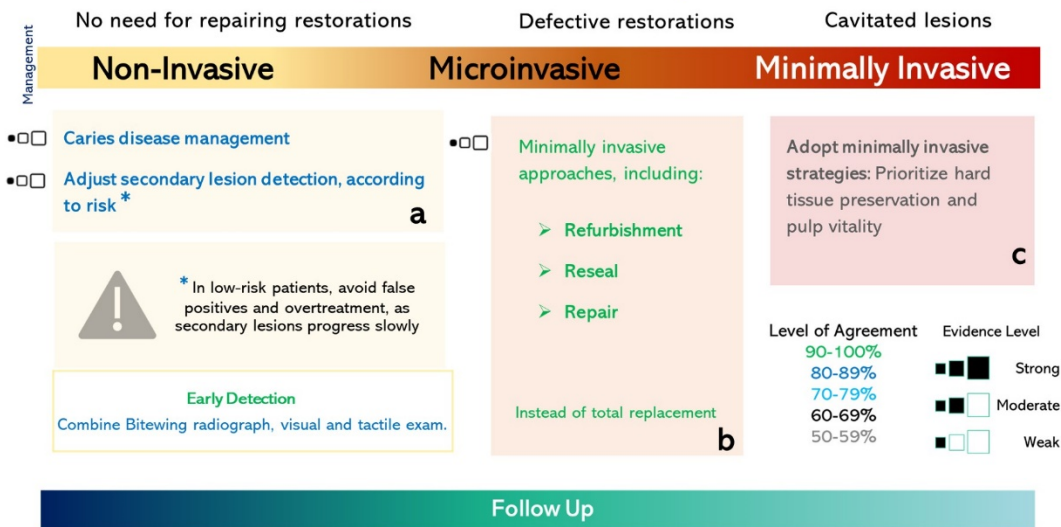 No need for repairing restorations
Defective restorations
Cavitated lesions
Management
Non-Invasive
Microinvasive
Minimally Invasive
Caries disease management
Adjust secondary lesion detection, according
to risk *
a
* In low-risk patients, avoid false
positives and overtreatment, as
secondary lesions progress slowly
Early Detection
Combine Bitewing radiograph, visual and tactile exam.
Minimally invasive
approaches, including:
➢ Refurbishment
➢ Reseal
➢ Repair
Instead of total replacement
b
Adopt minimally invasive
strategies: Prioritize hard
tissue preservation and
pulp vitality
c
Level of Agreement
90-100%
80-89%
70-79%
60-69%
50-59%
Evidence Level
Strong
Moderate
Weak
Follow Up